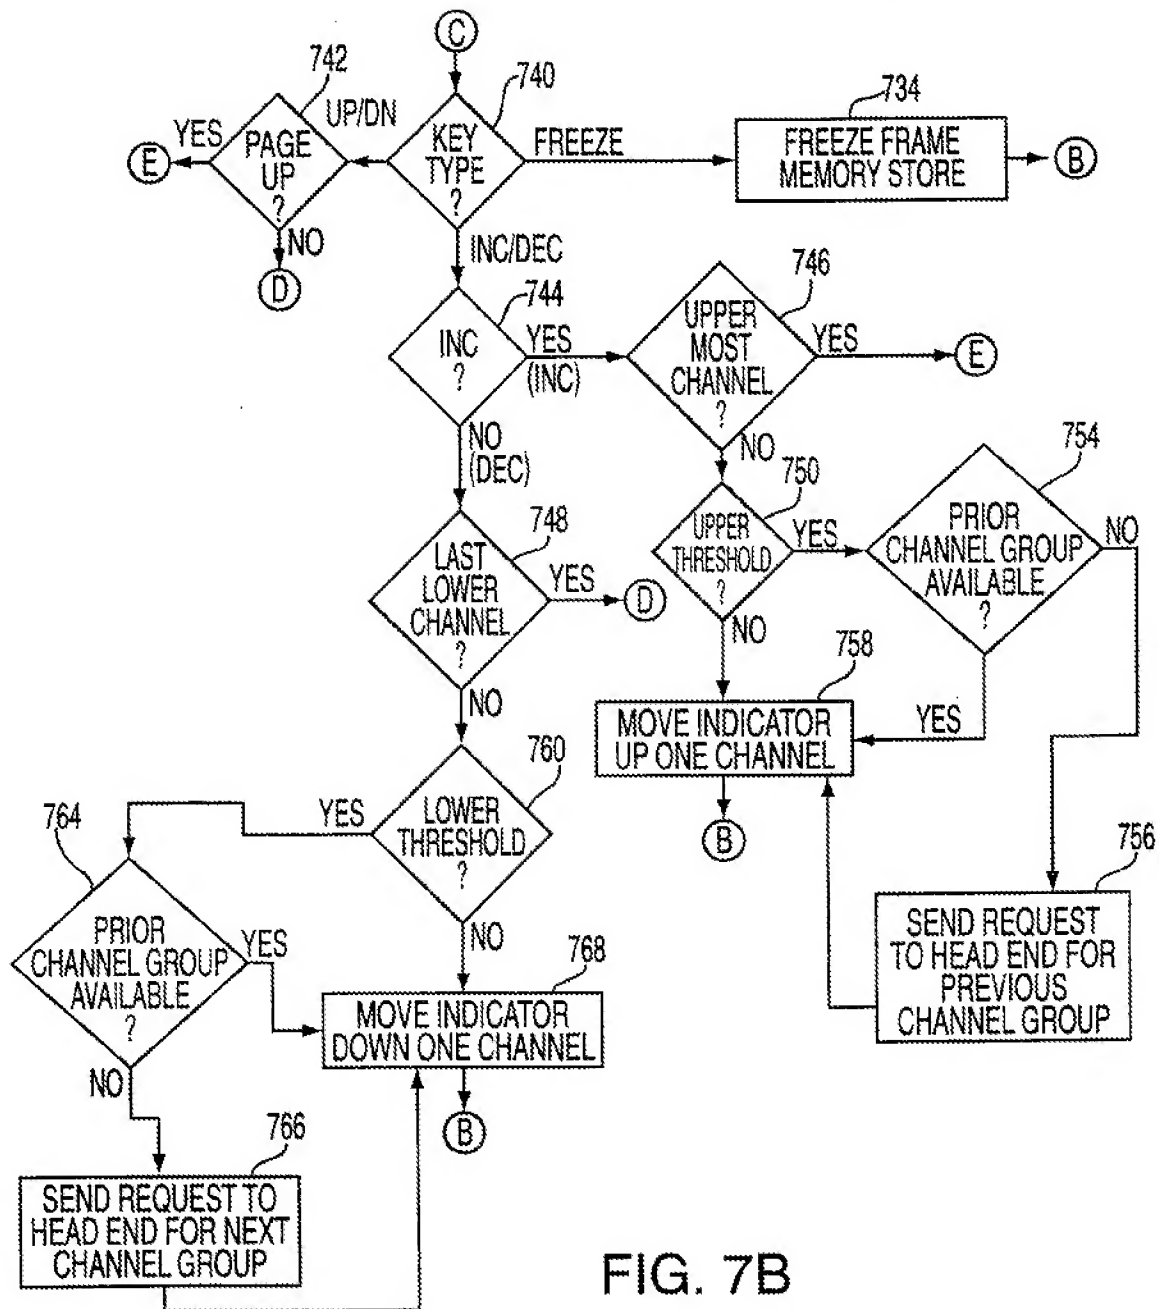 C
742
740
734
UP/DN
YES
PAGE
UP
?
KEY
TYPE
?
FREEZE
FREEZE FRAME
MEMORY STORE
B
E
NO
D
INC/DEC
744
746
INC
?
YES
(INC)
UPPER
MOST
CHANNEL
?
YES
E
NO
(DEC)
NO
748
750
754
LAST
LOWER
CHANNEL
?
YES
D
UPPER
THRESHOLD
?
YES
PRIOR
CHANNEL GROUP
AVAILABLE
?
NO
NO
NO
758
MOVE INDICATOR
UP ONE CHANNEL
YES
B
760
LOWER
THRESHOLD
?
YES
764
756
PRIOR
CHANNEL GROUP
AVAILABLE
?
YES
NO
768
MOVE INDICATOR
DOWN ONE CHANNEL
SEND REQUEST
TO HEAD END FOR
PREVIOUS
CHANNEL GROUP
NO
B
766
SEND REQUEST TO
HEAD END FOR NEXT
CHANNEL GROUP
FIG. 7B